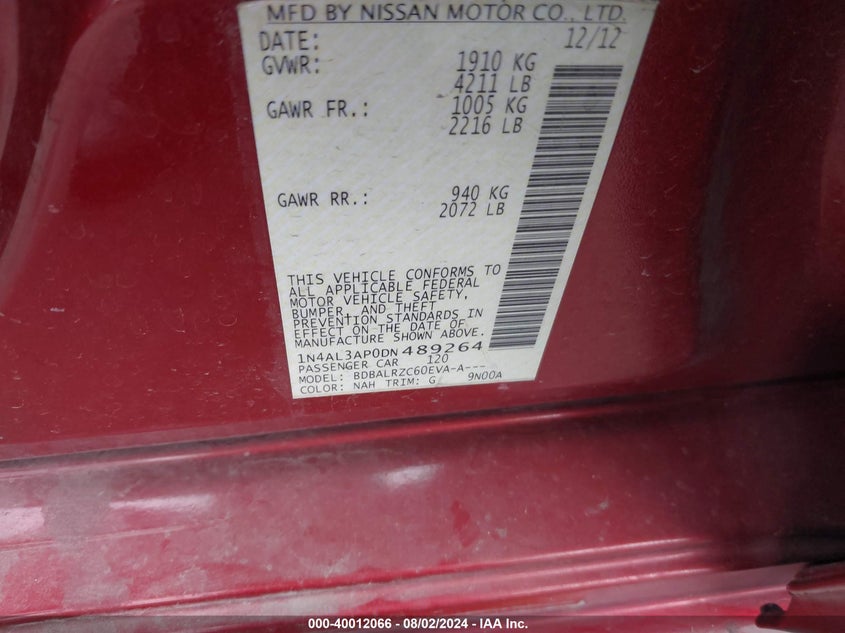 MFD BY NISSAN MOTOR CO., LTD.
DATE: 12/12
GVWR: 1910 KG
4211 LB
GAWR FR.: 1005 KG
2216 LB
GAWR RR.: 940 KG
2072 LB
THIS VEHICLE CONFORMS TO
ALL APPLICABLE FEDERAL
MOTOR VEHICLE SAFETY,
BUMPER, AND THEFT
PREVENTION STANDARDS IN
EFFECT ON THE DATE OF
MANUFACTURE SHOWN ABOVE.
1N4AL3AP0DN489264
PASSENGER CAR 120
MODEL: BDBALRZC60EVA-A---
COLOR: NAH TRIM: G 9N00A
000-40012066 - 08/02/2024 - IAA Inc.